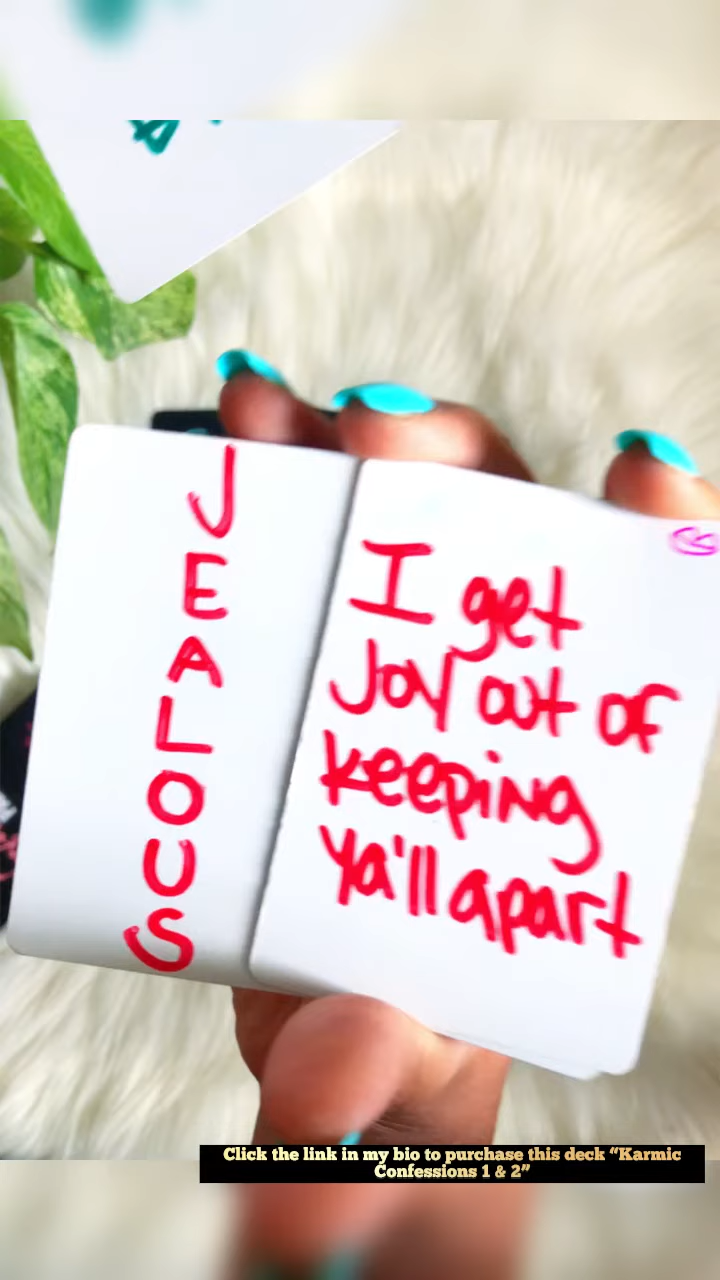 J
E
A
L
O
U
S
I get
Joy out of
keeping
Ya'll apart
Click the link in my bio to purchase this deck “Karmic
Confessions 1 & 2”